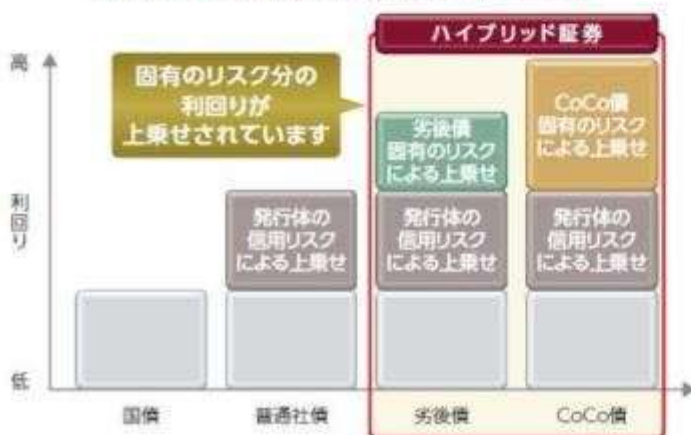 ハイブリッド証券
高
固有のリスク分の
利回りが
上乗せされています
CoCo債
固有のリスク
による上乗せ
劣後債
固有のリスク
による上乗せ
利回り
発行体の
信用リスク
による上乗せ
発行体の
信用リスク
による上乗せ
発行体の
信用リスク
による上乗せ
低
国債
普通社債
劣後債
CoCo債